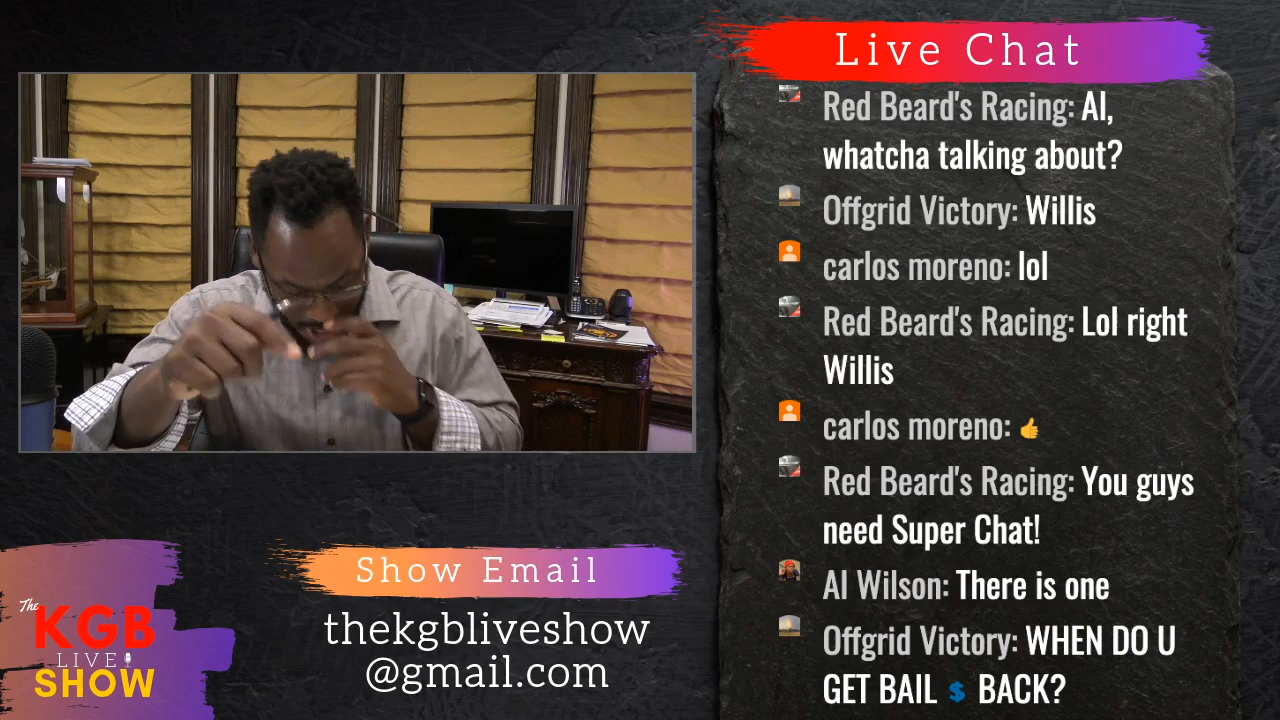 Live Chat
Red Beard's Racing: Al,
whatcha talking about?
Offgrid Victory: Willis
carlos moreno: lol
Red Beard's Racing: Lol right
Willis
carlos moreno: 👍
Red Beard's Racing: You guys
need Super Chat!
Al Wilson: There is one
Offgrid Victory: WHEN DO U
GET BAIL 💲 BACK?
Show Email
thekgbliveshow
@gmail.com
The
KGB
LIVE
SHOW